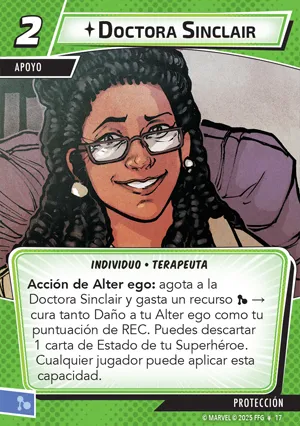 2
Doctora Sinclair
APOYO
INDIVIDUO • TERAPEUTA
Acción de Alter ego: agota a la
Doctora Sinclair y gasta un recurso →
cura tanto Daño a tu Alter ego como tu
puntuación de REC. Puedes descartar
1 carta de Estado de tu Superhéroe.
Cualquier jugador puede aplicar esta
capacidad.
PROTECCIÓN
© MARVEL © 2025 FFG 17